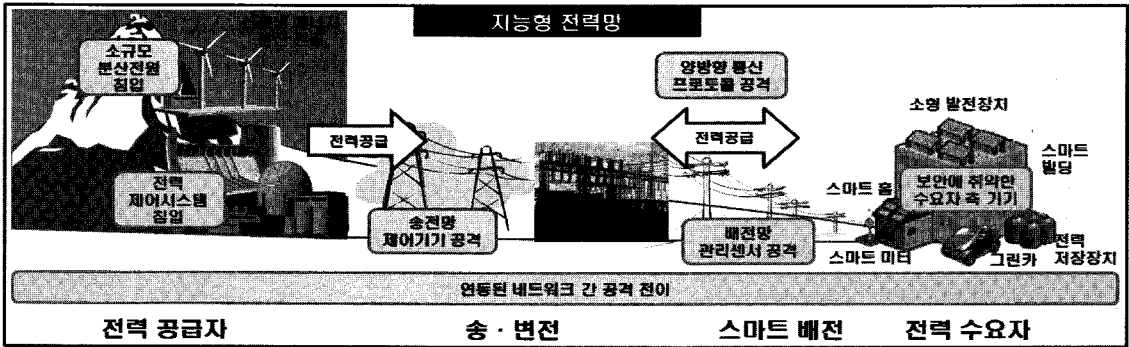 지능형 전력망
소규모
분산전원
침입
양방향 통신
프로토콜 공격
소형 발전장치
전력공급
전력공급
스마트
빌딩
전력
제어시스템
침입
스마트 홈
보안에 취약한
수요자 측 기기
송전망
제어기기 공격
배전망
관리센서 공격
스마트 미터
그린카
전력
저장장치
연동된 네트워크 간 공격 전이
전력 공급자
송 · 변전
스마트 배전
전력 수요자